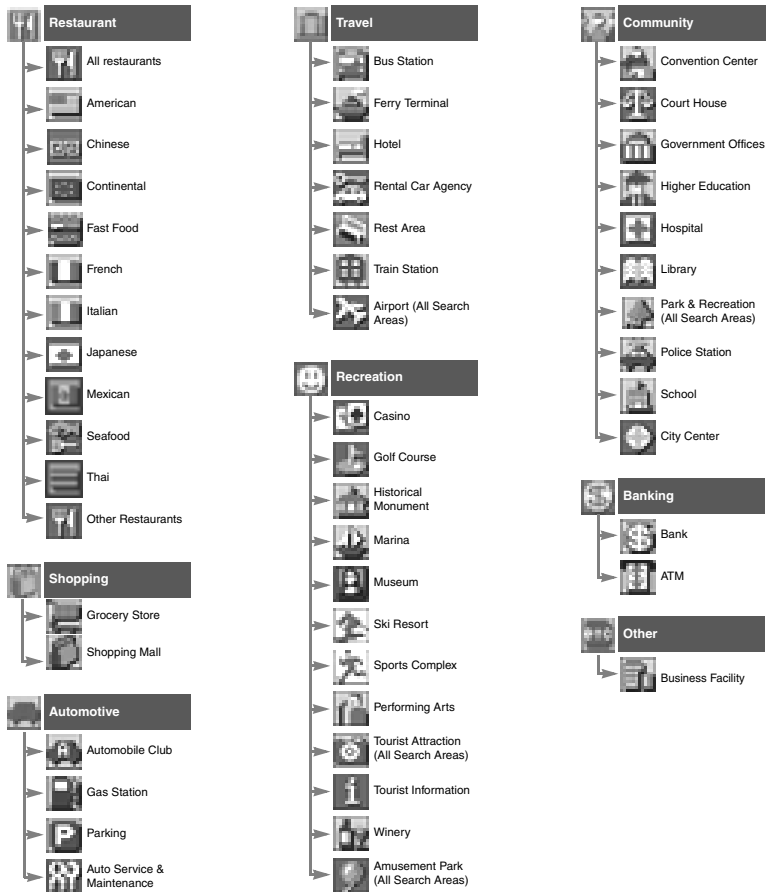 Restaurant
All restaurants
American
Chinese
Continental
Fast Food
French
Italian
Japanese
Mexican
Seafood
Thai
Other Restaurants
Shopping
Grocery Store
Shopping Mall
Automotive
Automobile Club
Gas Station
Parking
Auto Service &
Maintenance
Travel
Bus Station
Ferry Terminal
Hotel
Rental Car Agency
Rest Area
Train Station
Airport (All Search
Areas)
Recreation
Casino
Golf Course
Historical
Monument
Marina
Museum
Ski Resort
Sports Complex
Performing Arts
Tourist Attraction
(All Search Areas)
Tourist Information
Winery
Amusement Park
(All Search Areas)
Community
Convention Center
Court House
Government Offices
Higher Education
Hospital
Library
Park & Recreation
(All Search Areas)
Police Station
School
City Center
Banking
Bank
ATM
Other
Business Facility